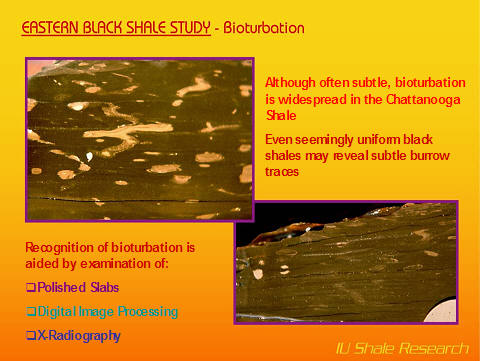 EASTERN BLACK SHALE STUDY - Bioturbation
Although often subtle, bioturbation
is widespread in the Chattanooga
Shale
Even seemingly uniform black
shales may reveal subtle burrow
traces
Recognition of bioturbation is
aided by examination of:
❑Polished Slabs
❑Digital Image Processing
❑X-Radiography
IU Shale Research